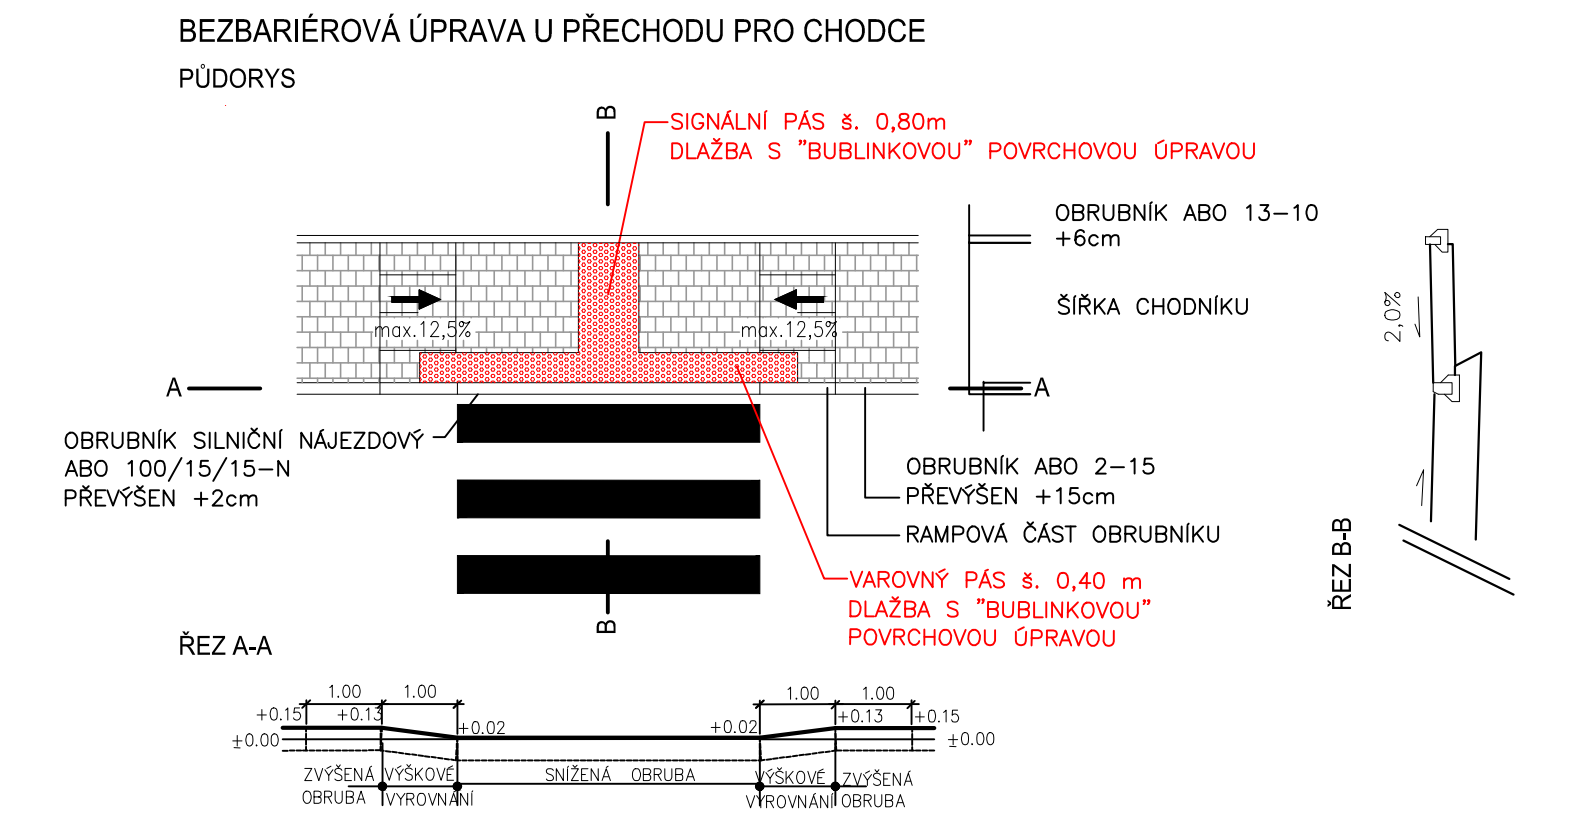 BEZBARIÉROVÁ ÚPRAVA U PŘECHODU PRO CHODCE
PŮDORYS
B
SIGNÁLNÍ PÁS š. 0,80m
DLAŽBA S "BUBLINKOVOU" POVRCHOVOU ÚPRAVOU
OBRUBNÍK ABO 13-10
+6cm
ŠÍŘKA CHODNÍKU
2,0%
max.12,5%
max.12,5%
A
A
OBRUBNÍK SILNIČNÍ NÁJEZDOVÝ
ABO 100/15/15-N
PŘEVÝŠEN +2cm
OBRUBNÍK ABO 2-15
PŘEVÝŠEN +15cm
RAMPOVÁ ČÁST OBRUBNÍKU
VAROVNÝ PÁS š. 0,40 m
DLAŽBA S "BUBLINKOVOU"
POVRCHOVOU ÚPRAVOU
B
ŘEZ B-B
ŘEZ A-A
1.00 1.00 1.00 1.00
+0.15 +0.13 +0.02 +0.02 +0.13 +0.15
±0.00 ±0.00
ZVÝŠENÁ OBRUBA
VÝŠKOVÉ VYROVNÁNÍ
SNÍŽENÁ OBRUBA
VÝŠKOVÉ VYROVNÁNÍ
ZVÝŠENÁ OBRUBA